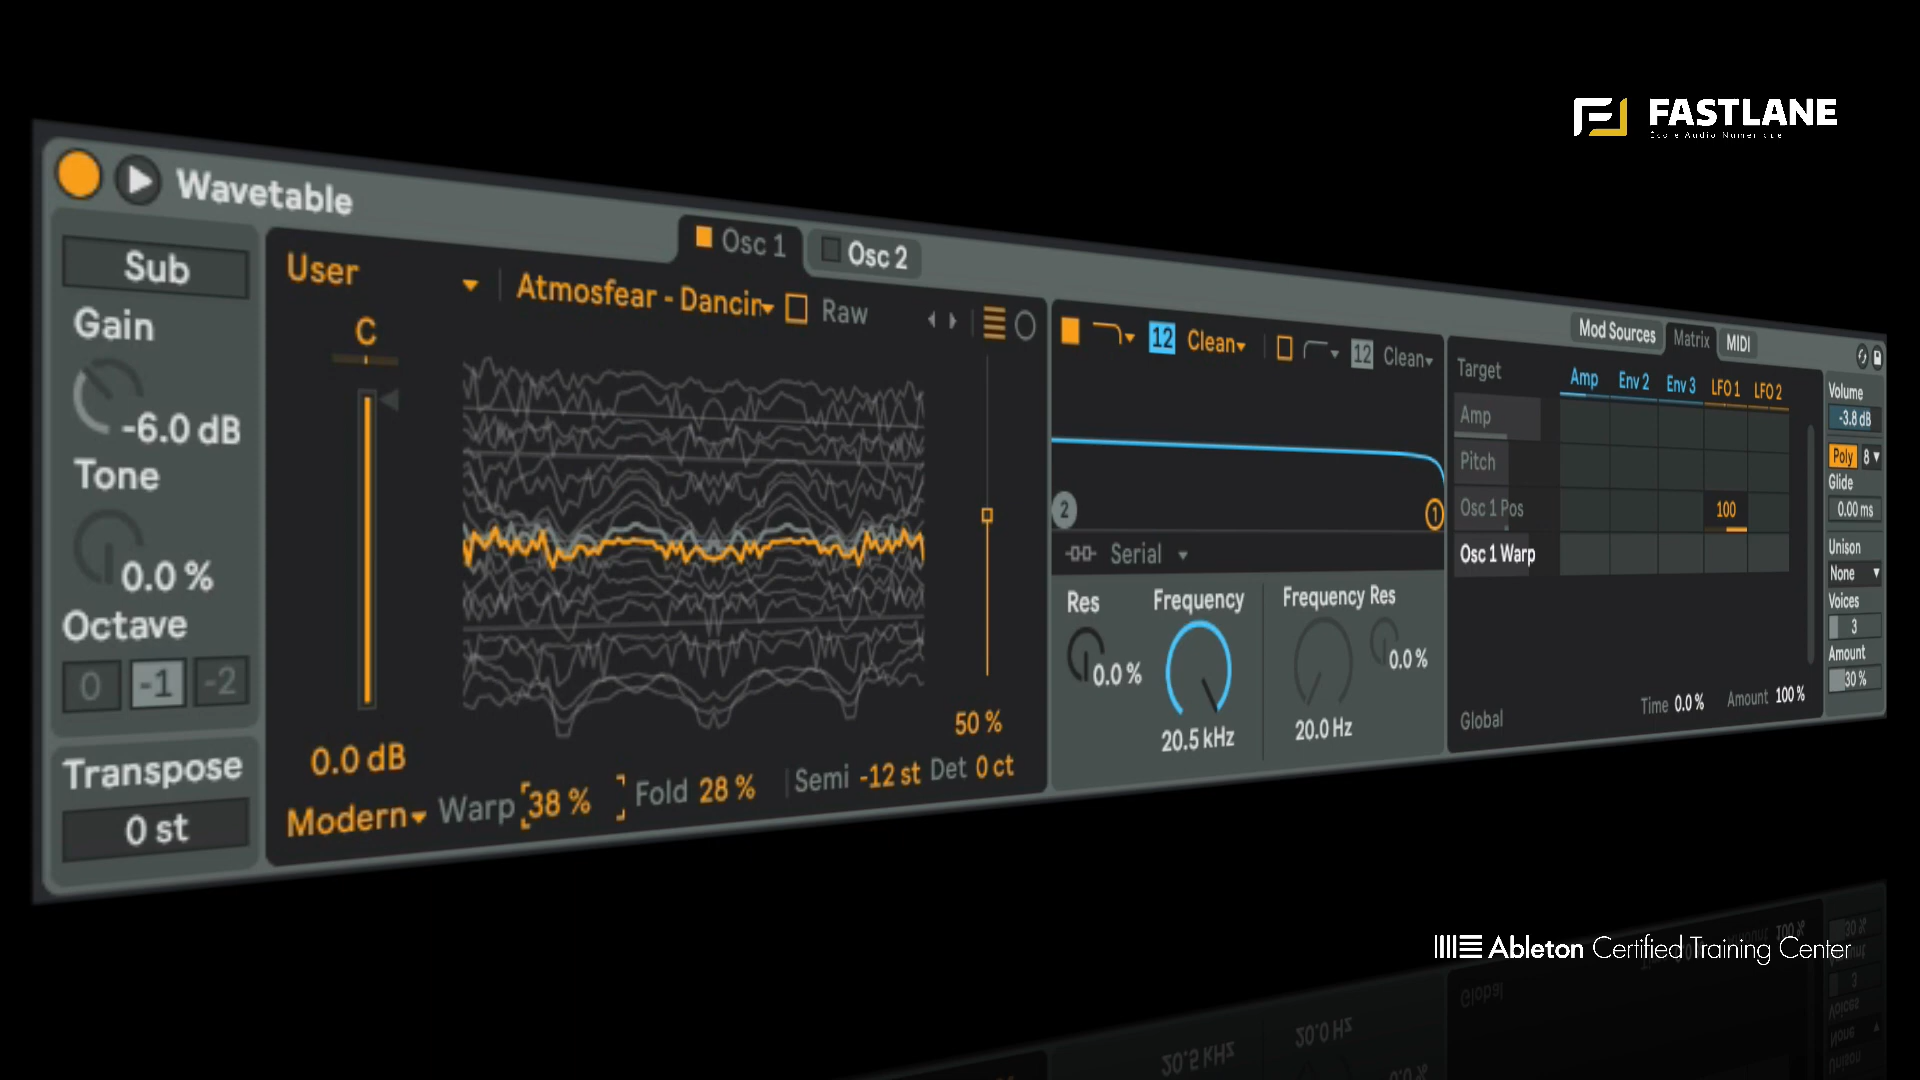 FASTLANE
Wavetable
Sub
Gain
-6.0 dB
Tone
0.0 %
Octave
0 -1 -2
Transpose
0 st
Osc 1 Osc 2
User
Atmosfear - Dancin
Raw
C
0.0 dB
50 %
Modern Warp 38 % Fold 28 % Semi -12 st Det 0 ct
12 Clean 12 Clean
2 1
Serial
Res Frequency Frequency Res
0.0 % 0.0 %
20.5 kHz 20.0 Hz
Mod Sources Matrix MIDI
Target Amp Env 2 Env 3 LFO 1 LFO 2
Amp
Pitch
Osc 1 Pos 100
Osc 1 Warp
Global Time 0.0 % Amount 100 %
Volume
-3.8 dB
Poly 8
Glide
0.00 ms
Unison
None
Voices
3
Amount
30 %
Ableton Certified Training Center